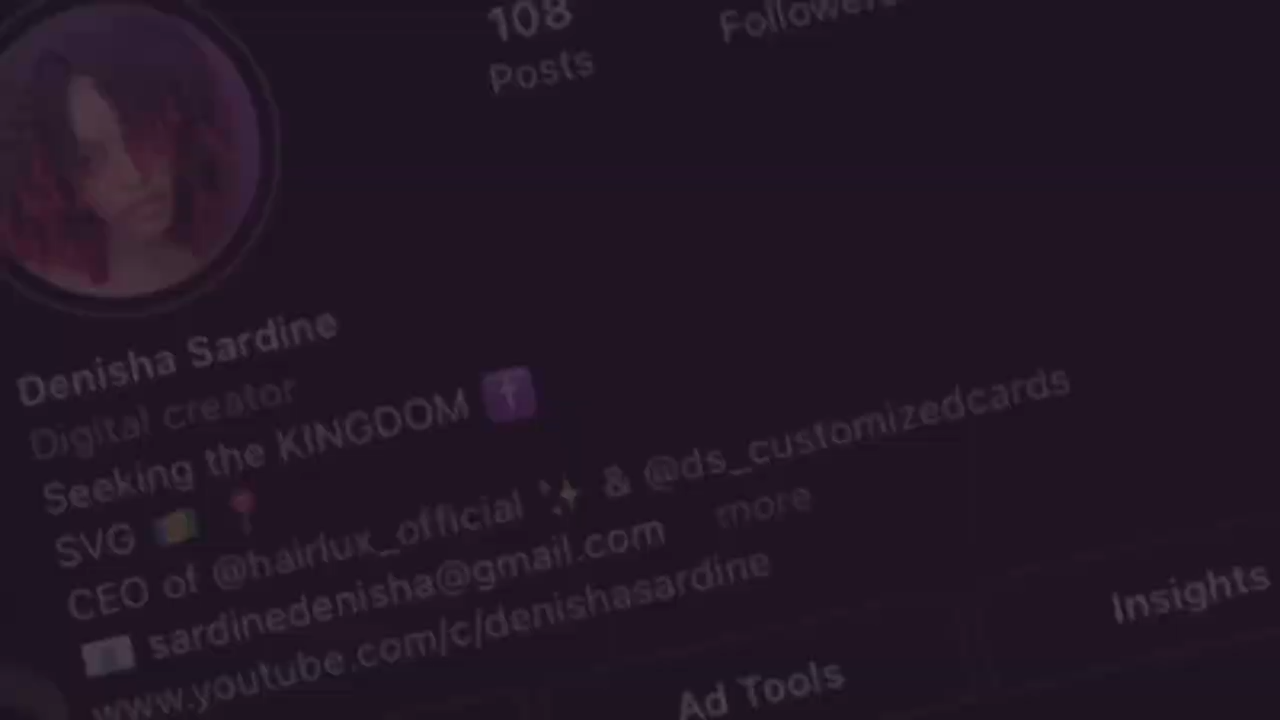 108
Posts
Followers
Denisha Sardine
Digital creator
Seeking the KINGDOM
SVG
CEO of @hairlux_official ✨ & @ds_customizedcards
sardinedenisha@gmail.com more
www.youtube.com/c/denishasardine
Ad Tools
Insights